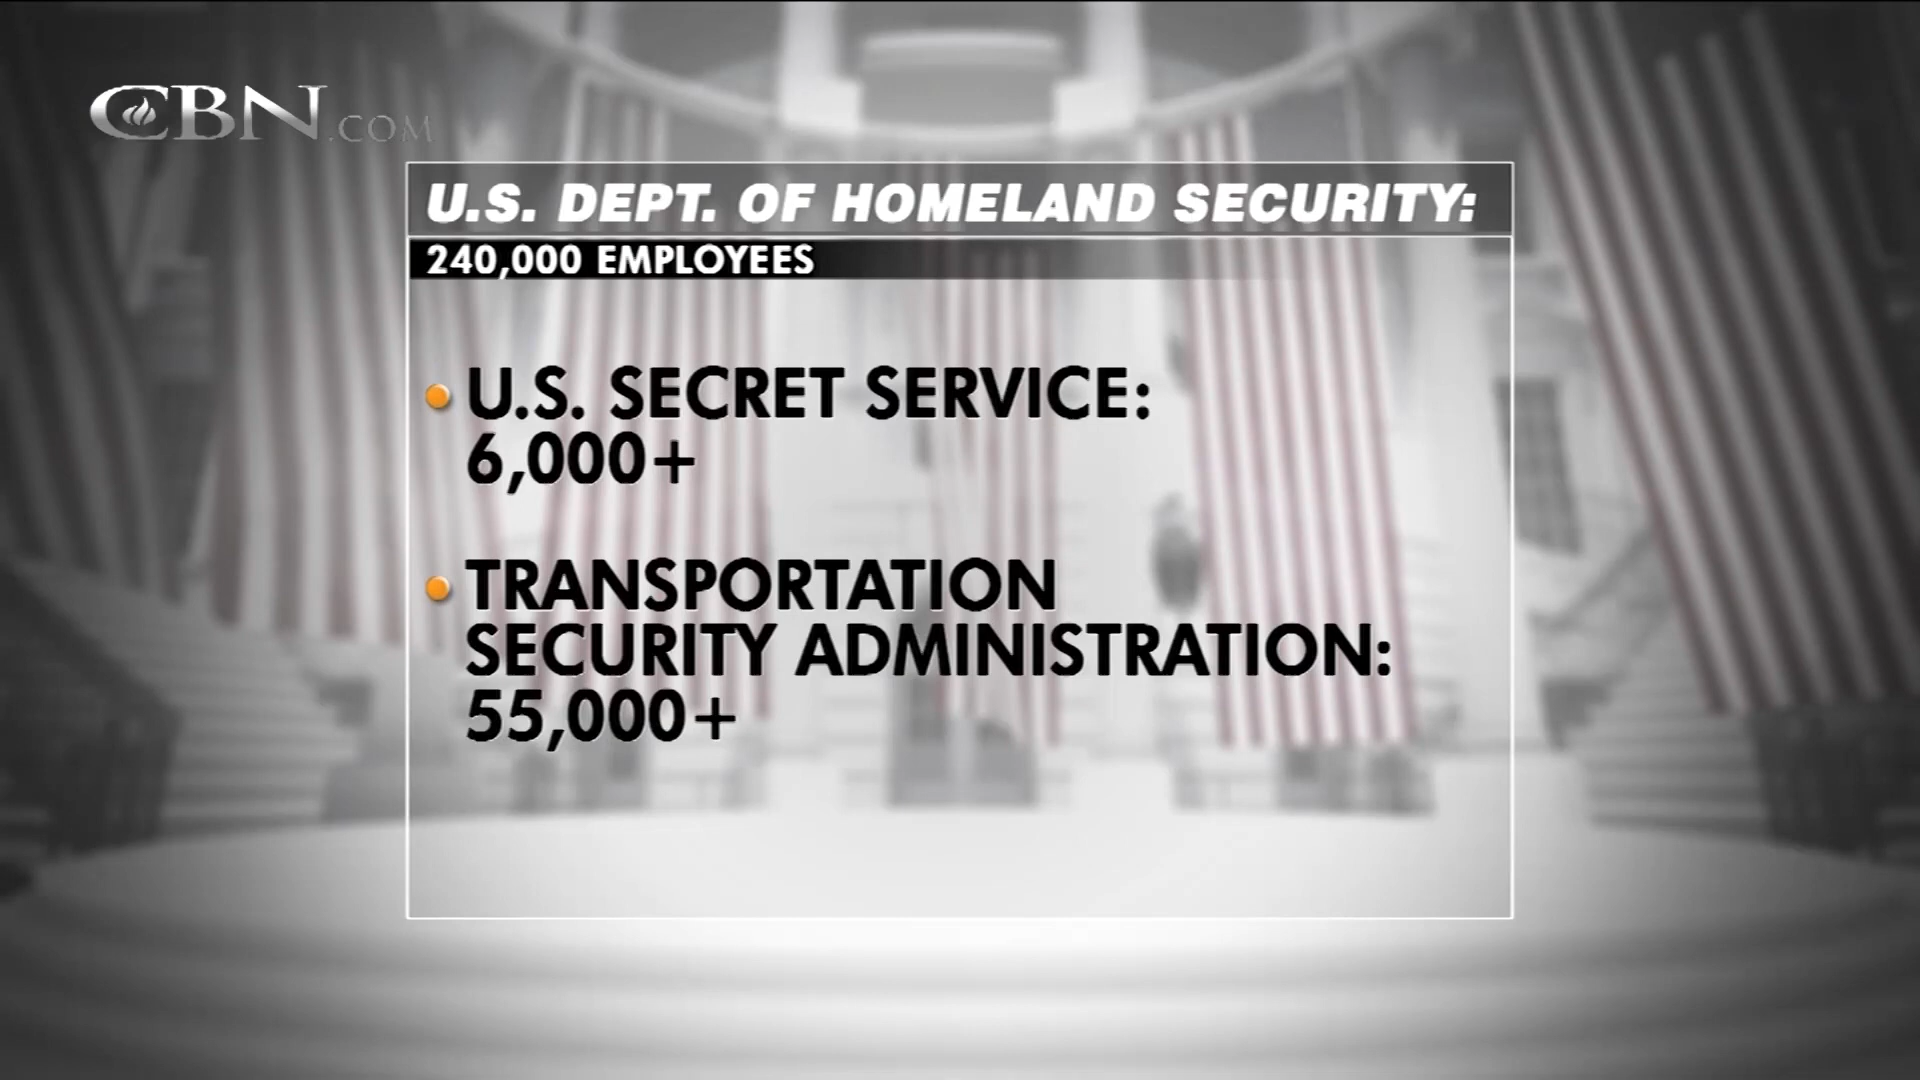 CBN.COM
U.S. DEPT. OF HOMELAND SECURITY:
240,000 EMPLOYEES
U.S. SECRET SERVICE:
6,000+
TRANSPORTATION
SECURITY ADMINISTRATION:
55,000+